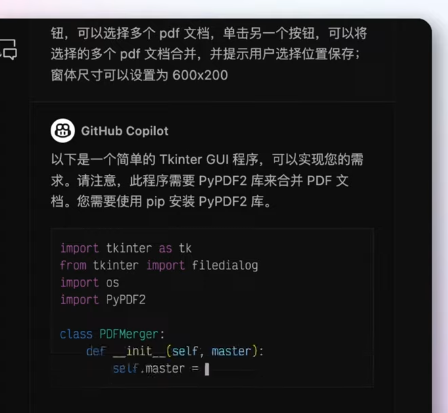 钮，可以选择多个 pdf 文档，单击另一个按钮，可以将
选择的多个 pdf 文档合并，并提示用户选择位置保存；
窗体尺寸可以设置为 600x200
GitHub Copilot
以下是一个简单的 Tkinter GUI 程序，可以实现您的需
求。请注意，此程序需要 PyPDF2 库来合并 PDF 文
档。您需要使用 pip 安装 PyPDF2 库。
import tkinter as tk
from tkinter import filedialog
import os
import PyPDF2
class PDFMerger:
    def __init__(self, master):
        self.master =